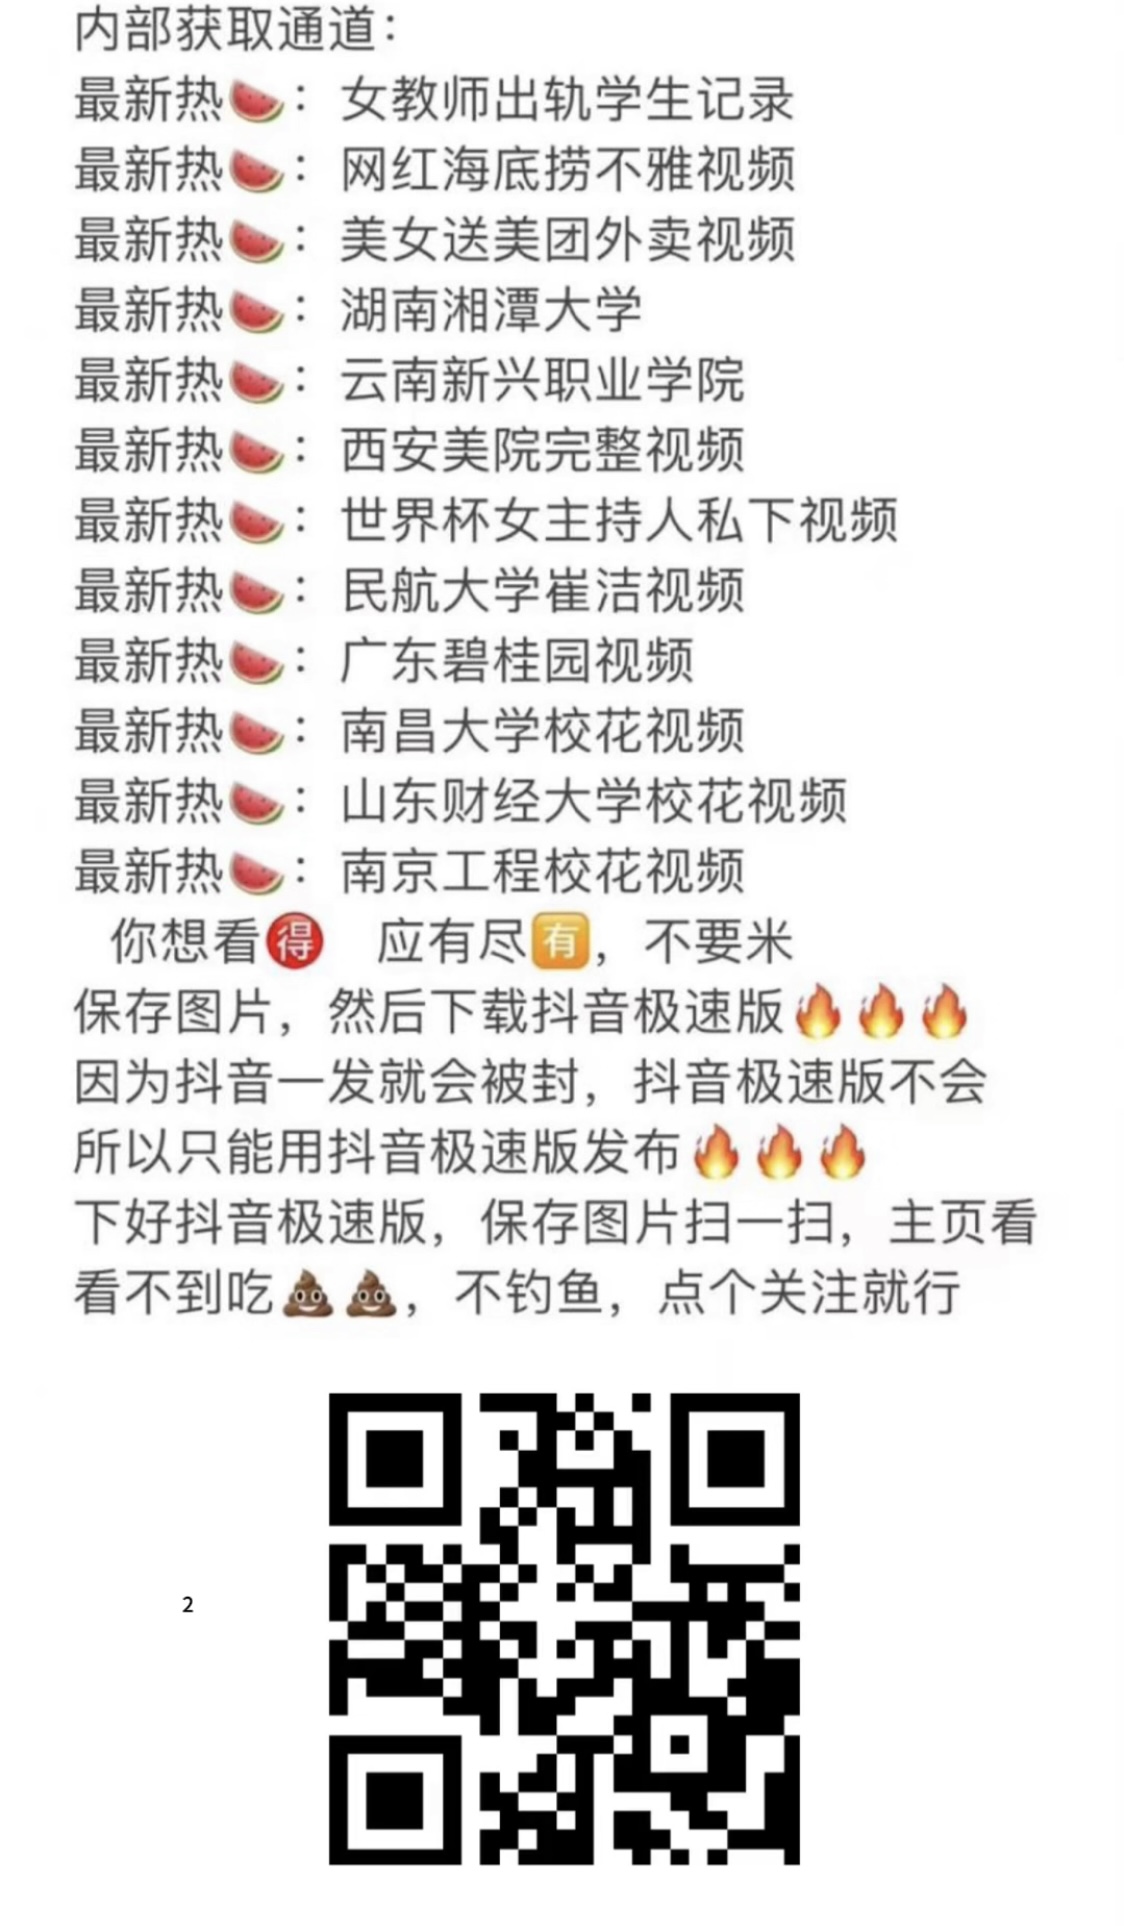 内部获取通道：
最新热🍉：女教师出轨学生记录
最新热🍉：网红海底捞不雅视频
最新热🍉：美女送美团外卖视频
最新热🍉：湖南湘潭大学
最新热🍉：云南新兴职业学院
最新热🍉：西安美院完整视频
最新热🍉：世界杯女主持人私下视频
最新热🍉：民航大学崔洁视频
最新热🍉：广东碧桂园视频
最新热🍉：南昌大学校花视频
最新热🍉：山东财经大学校花视频
最新热🍉：南京工程校花视频
你想看🉐 应有尽🈶，不要米
保存图片，然后下载抖音极速版🔥🔥🔥
因为抖音一发就会被封，抖音极速版不会
所以只能用抖音极速版发布🔥🔥🔥
下好抖音极速版，保存图片扫一扫，主页看
看不到吃💩💩，不钓鱼，点个关注就行
2